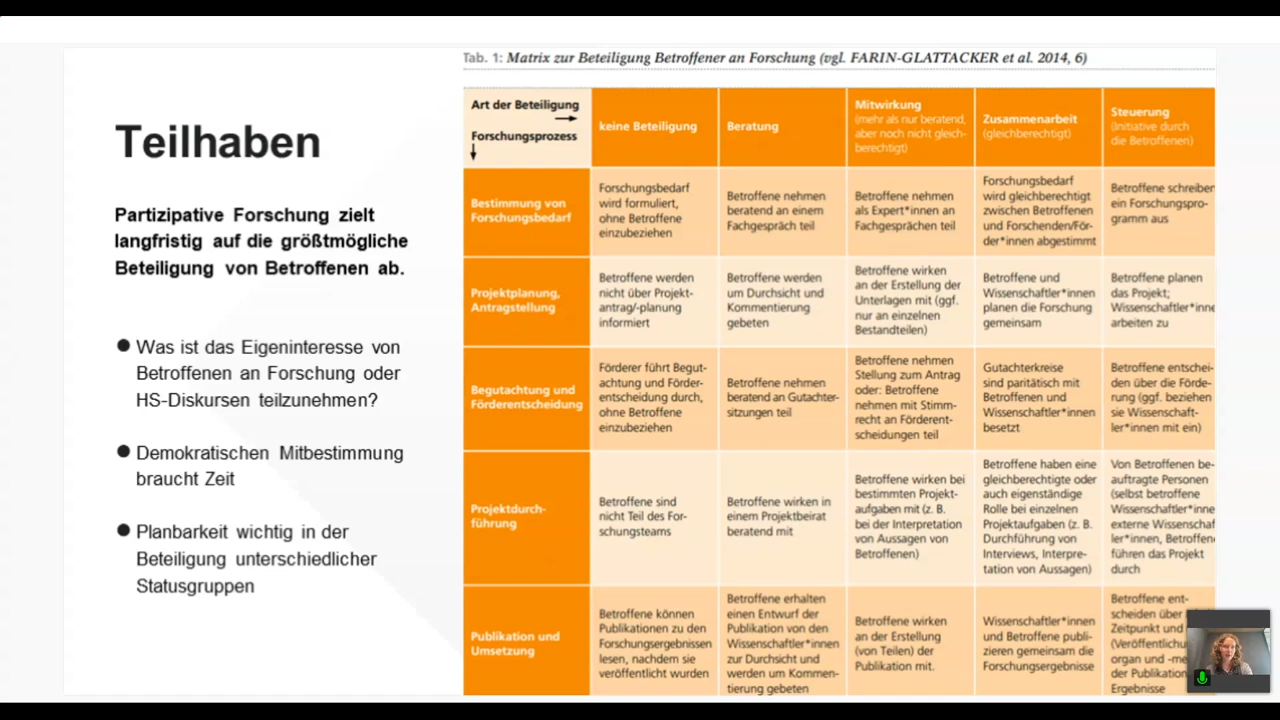 Teilhaben
Partizipative Forschung zielt
langfristig auf die größtmögliche
Beteiligung von Betroffenen ab.
Was ist das Eigeninteresse von
Betroffenen an Forschung oder
HS-Diskursen teilzunehmen?
Demokratischen Mitbestimmung
braucht Zeit
Planbarkeit wichtig in der
Beteiligung unterschiedlicher
Statusgruppen
Tab. 1: Matrix zur Beteiligung Betroffener an Forschung (vgl. FARIN-GLATTACKER et al. 2014, 6)
Art der Beteiligung
Forschungsprozess
keine Beteiligung
Beratung
Mitwirkung
(mehr als nur beratend,
aber noch nicht gleich-
berechtigt)
Zusammenarbeit
(gleichberechtigt)
Steuerung
(Initiative durch
die Betroffenen)
Bestimmung von
Forschungsbedarf
Forschungsbedarf
wird formuliert,
ohne Betroffene
einzubeziehen
Betroffene nehmen
beratend an einem
Fachgespräch teil
Betroffene nehmen
als Expert*innen an
Fachgesprächen teil
Forschungsbedarf
wird gleichberechtigt
zwischen Betroffenen
und Forschenden/För-
der*innen abgestimmt
Betroffene schreiben
ein Forschungspro-
gramm aus
Projektplanung,
Antragstellung
Betroffene werden
nicht über Projekt-
antrag/-planung
informiert
Betroffene werden
um Durchsicht und
Kommentierung
gebeten
Betroffene wirken
an der Erstellung der
Unterlagen mit (ggf.
nur an einzelnen
Bestandteilen)
Betroffene und
Wissenschaftler*innen
planen die Forschung
gemeinsam
Betroffene planen
das Projekt;
Wissenschaftler*inne
arbeiten zu
Begutachtung und
Förderentscheidung
Förderer führt Begut-
achtung und Förder-
entscheidung durch,
ohne Betroffene
einzubeziehen
Betroffene nehmen
beratend an Gutachter-
sitzungen teil
Betroffene nehmen
Stellung zum Antrag
oder: Betroffene
nehmen mit Stimm-
recht an Förderent-
scheidungen teil
Gutachterkreise
sind paritätisch mit
Betroffenen und
Wissenschaftler*innen
besetzt
Betroffene entschei-
den über die Förde-
rung (ggf. beziehen
sie Wissenschaft-
ler*innen mit ein)
Projektdurch-
führung
Betroffene sind
nicht Teil des For-
schungsteams
Betroffene wirken in
einem Projektbeirat
beratend mit
Betroffene wirken bei
bestimmten Projekt-
aufgaben mit (z. B.
bei der Interpretation
von Aussagen von
Betroffenen)
Betroffene haben eine
gleichberechtigte oder
auch eigenständige
Rolle bei einzelnen
Projektaufgaben (z. B.
Durchführung von
Interviews, Interpre-
tation von Aussagen)
Von Betroffenen be-
auftragte Personen
(selbst betroffene
Wissenschaftler*inne
externe Wissenschaf
ler*innen, Betroffen
führen das Projekt
durch
Publikation und
Umsetzung
Betroffene können
Publikationen zu den
Forschungsergebnissen
lesen, nachdem sie
veröffentlicht wurden
Betroffene erhalten
einen Entwurf der
Publikation von den
Wissenschaftler*innen
zur Durchsicht und
werden um Kommen-
tierung gebeten
Betroffene wirken
an der Erstellung
(von Teilen) der
Publikation mit.
Wissenschaftler*innen
und Betroffene publi-
zieren gemeinsam die
Forschungsergebnisse
Betroffene ent-
scheiden über
Zeitpunkt und
(Veröffentlichu
organ und -me
der Publikation
Ergebnisse